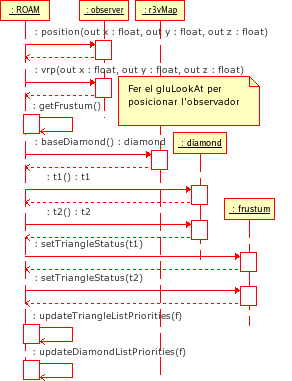 : ROAM
: observer
: r3vMap
: position(out x : float, out y : float, out z : float)
: vrp(out x : float, out y : float, out z : float)
Fer el gluLookAt per
posicionar l'observador
: getFrustum()
: baseDiamond() : diamond
: diamond
: t1() : t1
: t2() : t2
: frustum
: setTriangleStatus(t1)
: setTriangleStatus(t2)
: updateTriangleListPriorities(f)
: updateDiamondListPriorities(f)